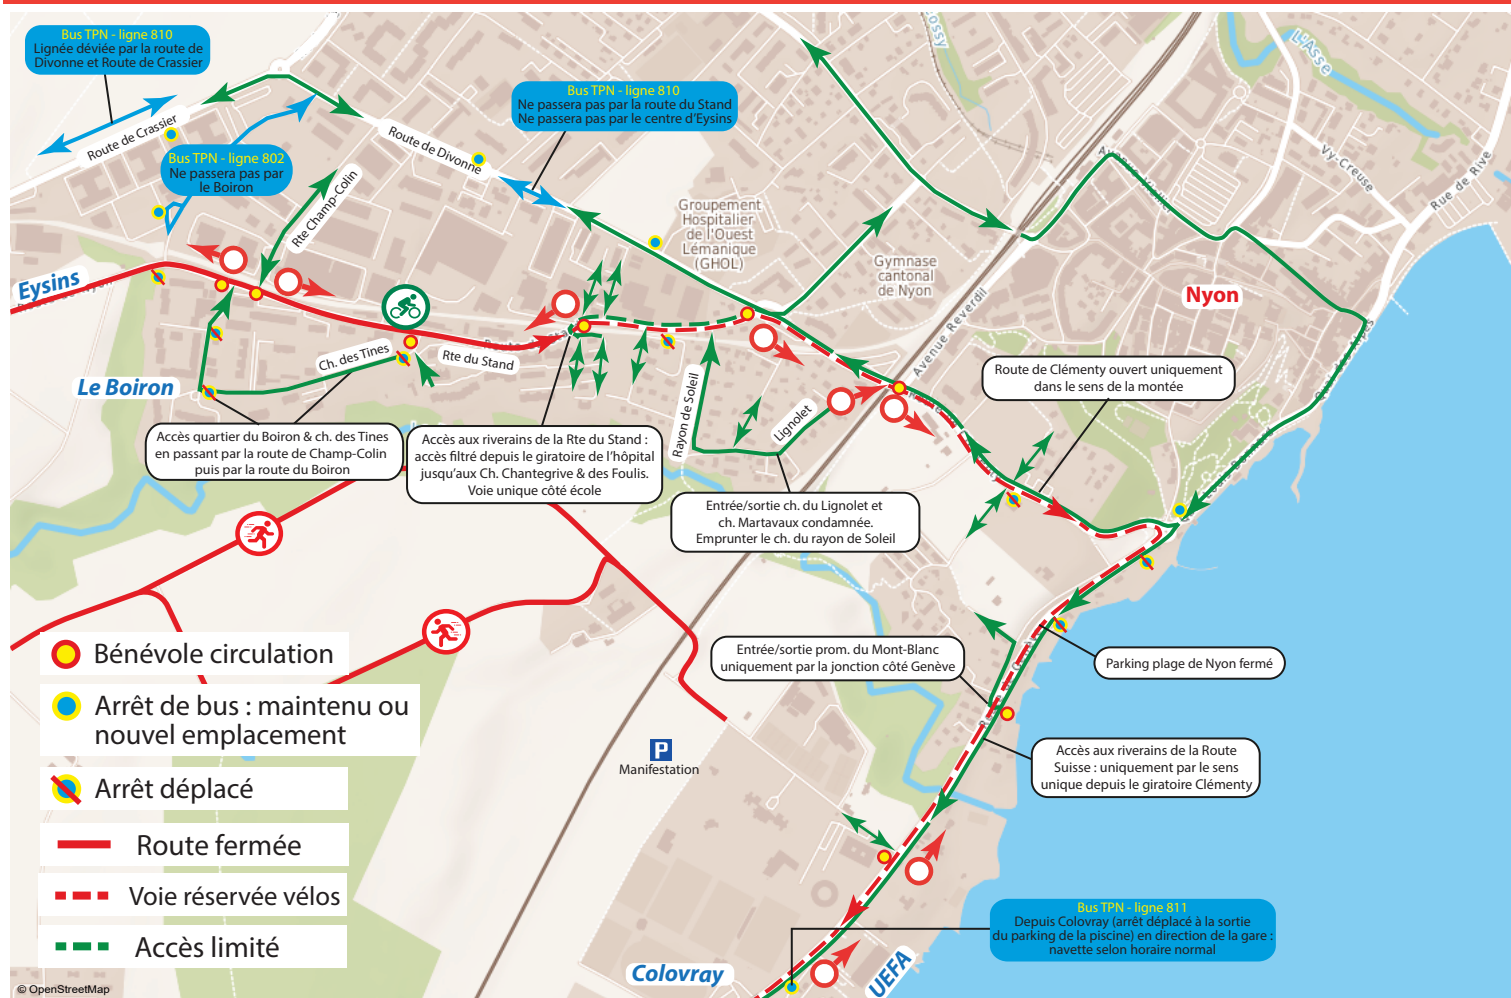 Bus TPN - ligne 810
Lignée déviée par la route de
Divonne et Route de Crassier
Bus TPN - ligne 810
Ne passera pas par la route du Stand
Ne passera pas par le centre d'Eysins
L'Asse
Route de Crassier
Route de Divonne
Bus TPN - ligne 802
Ne passera pas par
le Boiron
Rte Champ-Colin
Avenue Viollier
Vy-Creuse
Rue de Rive
Groupement
Hospitalier
de l'Ouest
Lémanique
(GHOL)
Gymnase
cantonal
de Nyon
Nyon
Eysins
Avenue Reverdil
Quai des Alpes
Ch. des Tines
Rte du Stand
Le Boiron
Rayon de Soleil
Lignolet
Route de Clémenty ouvert uniquement
dans le sens de la montée
Accès quartier du Boiron & ch. des Tines
en passant par la route de Champ-Colin
puis par la route du Boiron
Accès aux riverains de la Rte du Stand :
accès filtré depuis le giratoire de l'hôpital
jusqu'aux Ch. Chantegrive & des Foulis.
Voie unique côté école
Entrée/sortie ch. du Lignolet et
ch. Martavaux condamnée.
Emprunter le ch. du rayon de Soleil
Entrée/sortie prom. du Mont-Blanc
uniquement par la jonction côté Genève
Parking plage de Nyon fermé
Accès aux riverains de la Route
Suisse : uniquement par le sens
unique depuis le giratoire Clémenty
P
Manifestation
Bénévole circulation
Arrêt de bus : maintenu ou
nouvel emplacement
Arrêt déplacé
Route fermée
Voie réservée vélos
Accès limité
Bus TPN - ligne 811
Depuis Colovray (arrêt déplacé à la sortie
du parking de la piscine) en direction de la gare :
navette selon horaire normal
Colovray
UEFA
© OpenStreetMap